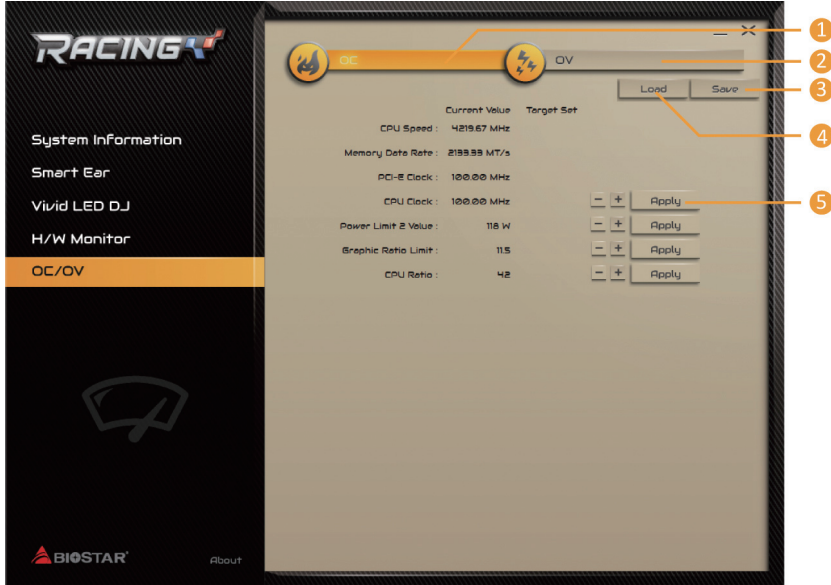 RACING
1
OC
OV
2
Load
Save
3
Current Value Target Set
4
CPU Speed : 4219.67 MHz
System Information
Memory Data Rate : 2133.33 MT/s
Smart Ear
PCI-E Clock : 100.00 MHz
Vivid LED DJ
CPU Clock : 100.00 MHz - + Apply
5
Power Limit 2 Value : 118 W - + Apply
H/W Monitor
Graphic Ratio Limit : 11.5 - + Apply
OC/OV
CPU Ratio : 42 - + Apply
BIOSTAR
About